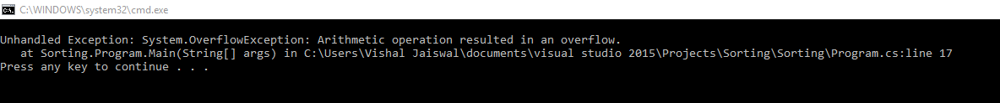 C:\WINDOWS\system32\cmd.exe
Unhandled Exception: System.OverflowException: Arithmetic operation resulted in an overflow.
   at Sorting.Program.Main(String[] args) in C:\Users\Vishal Jaiswal\documents\visual studio 2015\Projects\Sorting\Sorting\Program.cs:line 17
Press any key to continue . . .